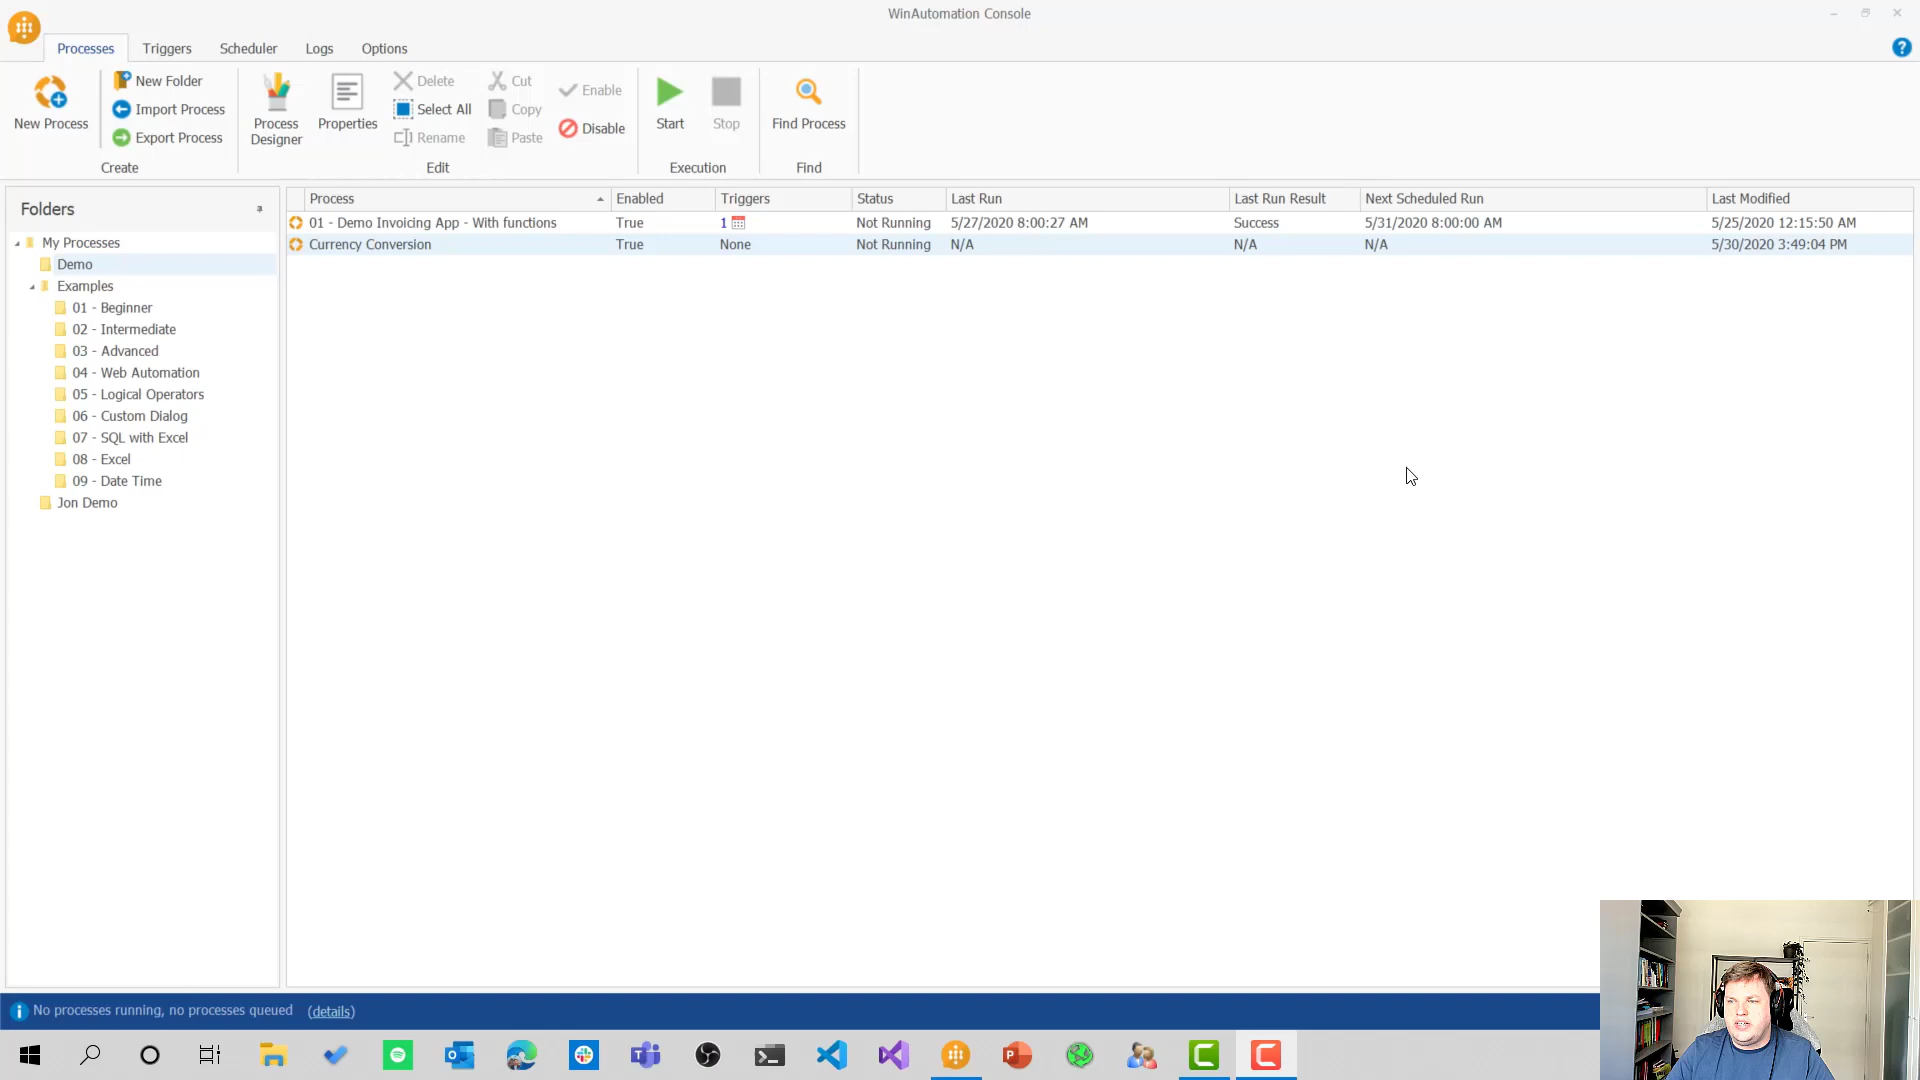 WinAutomation Console
Processes Triggers Scheduler Logs Options
New Process
New Folder
Import Process
Export Process
Create
Process Designer
Properties
Delete
Select All
Rename
Cut
Copy
Paste
Enable
Disable
Edit
Start
Stop
Execution
Find Process
Find
Folders
My Processes
Demo
Examples
01 - Beginner
02 - Intermediate
03 - Advanced
04 - Web Automation
05 - Logical Operators
06 - Custom Dialog
07 - SQL with Excel
08 - Excel
09 - Date Time
Jon Demo
Process Enabled Triggers Status Last Run Last Run Result Next Scheduled Run Last Modified
01 - Demo Invoicing App - With functions True 1 Not Running 5/27/2020 8:00:27 AM Success 5/31/2020 8:00:00 AM 5/25/2020 12:15:50 AM
Currency Conversion True None Not Running N/A N/A N/A 5/30/2020 3:49:04 PM
No processes running, no processes queued (details)